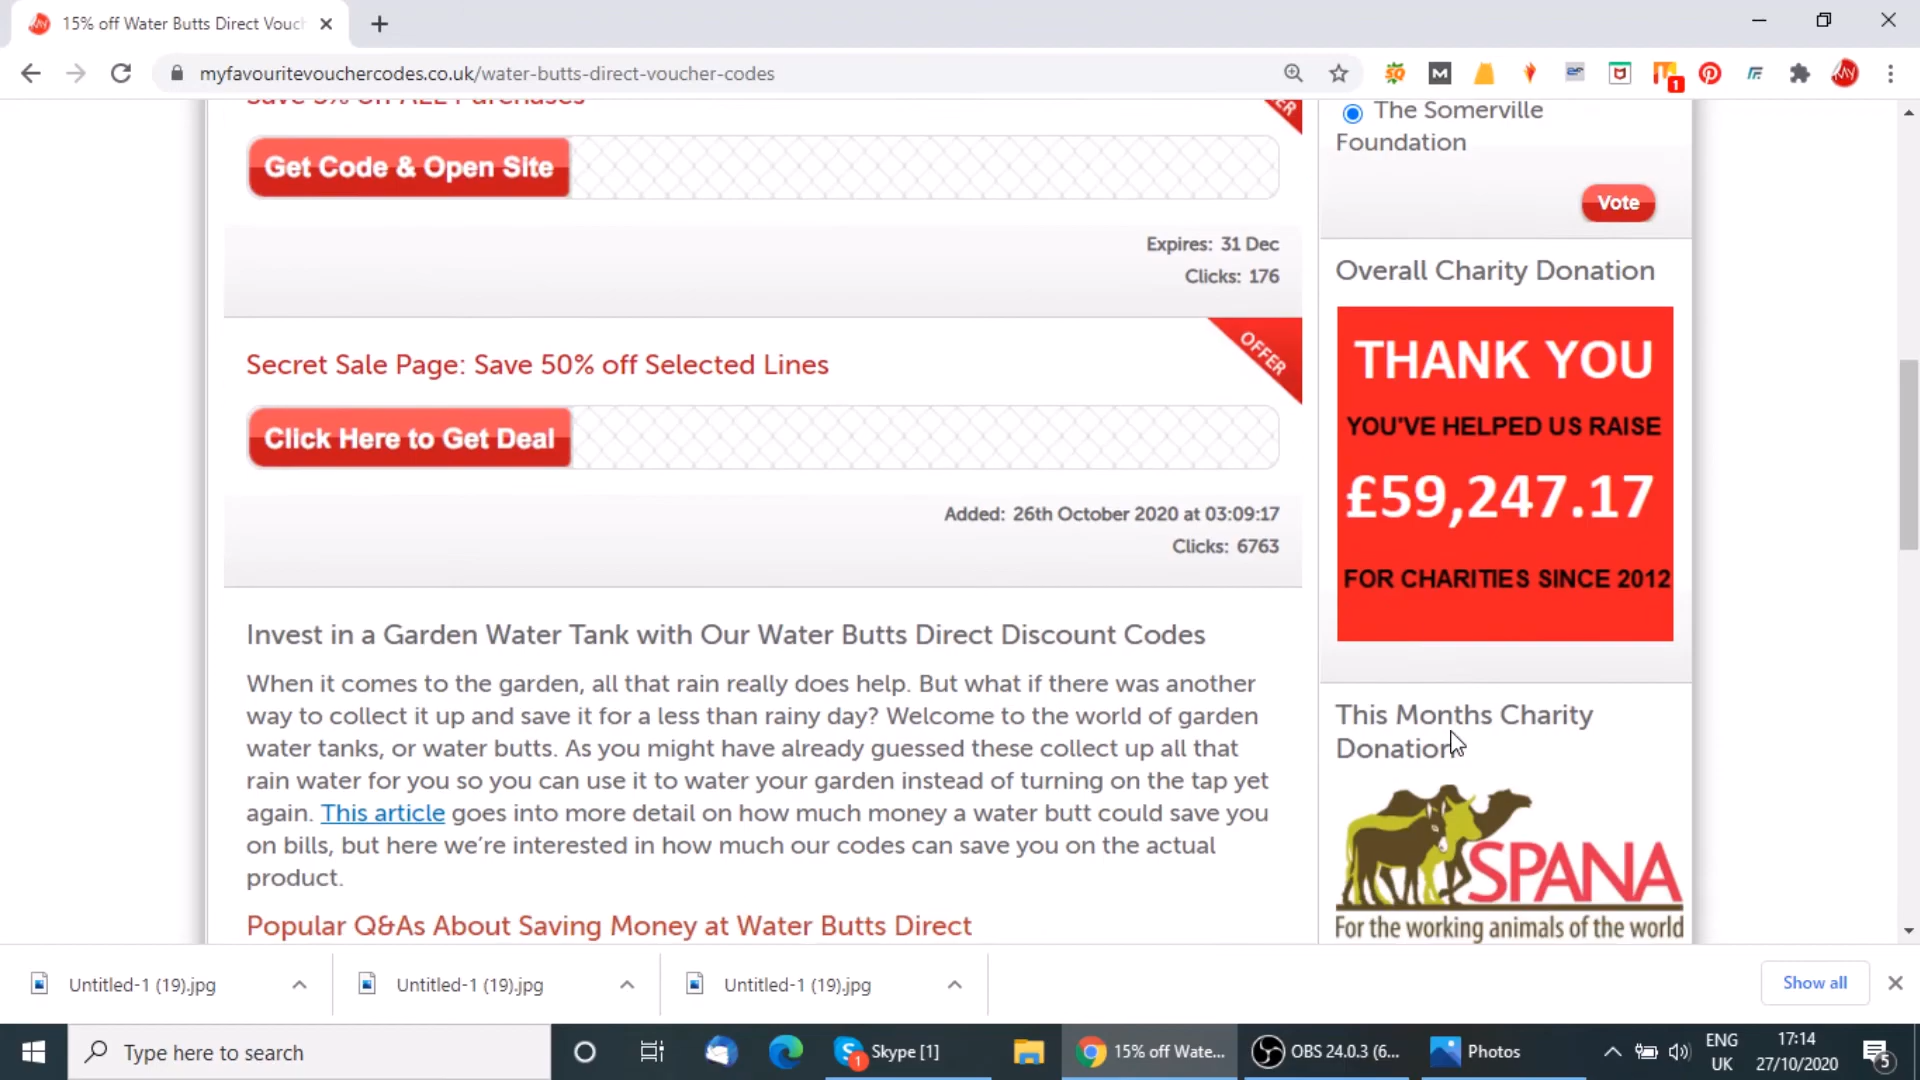 15% off Water Butts Direct Vouch
myfavouritevouchercodes.co.uk/water-butts-direct-voucher-codes
1
Save 5% off ALL Purchases
Get Code & Open Site
Expires: 31 Dec
Clicks: 176
Secret Sale Page: Save 50% off Selected Lines
OFFER
Click Here to Get Deal
Added: 26th October 2020 at 03:09:17
Clicks: 6763
Invest in a Garden Water Tank with Our Water Butts Direct Discount Codes
When it comes to the garden, all that rain really does help. But what if there was another
way to collect it up and save it for a less than rainy day? Welcome to the world of garden
water tanks, or water butts. As you might have already guessed these collect up all that
rain water for you so you can use it to water your garden instead of turning on the tap yet
again. This article goes into more detail on how much money a water butt could save you
on bills, but here we're interested in how much our codes can save you on the actual
product.
Popular Q&As About Saving Money at Water Butts Direct
The Somerville
Foundation
Vote
Overall Charity Donation
THANK YOU
YOU'VE HELPED US RAISE
£59,247.17
FOR CHARITIES SINCE 2012
This Months Charity
Donation
SPANA
For the working animals of the world
Untitled-1 (19).jpg
Untitled-1 (19).jpg
Untitled-1 (19).jpg
Show all
Type here to search
Skype [1]
15% off Wate...
OBS 24.0.3 (6...
Photos
ENG
UK
17:14
27/10/2020
5